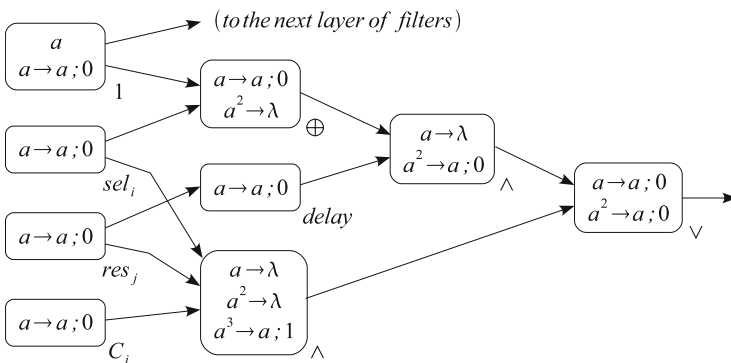 (to the next layer of filters)
a
a→a;0
1
a→a;0
a²→λ
⊕
a→a;0
sel_i
a→λ
a²→a;0
∧
a→a;0
delay
a→a;0
a²→a;0
∨
a→a;0
res_j
a→λ
a²→λ
a³→a;1
∧
a→a;0
C_i